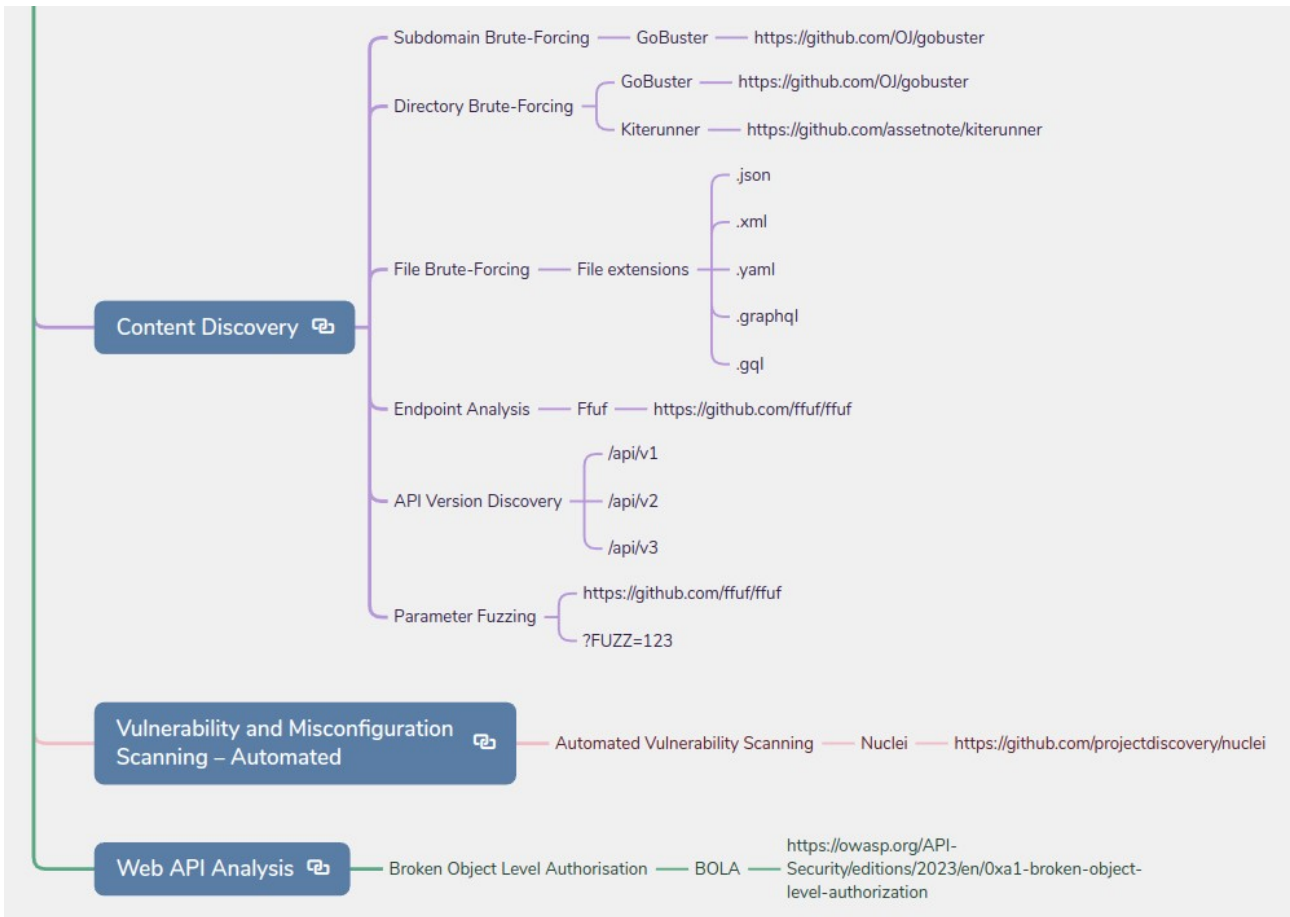 Subdomain Brute-Forcing
GoBuster
https://github.com/OJ/gobuster
Directory Brute-Forcing
GoBuster
https://github.com/OJ/gobuster
Kiterunner
https://github.com/assetnote/kiterunner
File Brute-Forcing
File extensions
.json
.xml
.yaml
.graphql
.gql
Content Discovery
Endpoint Analysis
Ffuf
https://github.com/ffuf/ffuf
API Version Discovery
/api/v1
/api/v2
/api/v3
Parameter Fuzzing
https://github.com/ffuf/ffuf
?FUZZ=123
Vulnerability and Misconfiguration
Scanning – Automated
Automated Vulnerability Scanning
Nuclei
https://github.com/projectdiscovery/nuclei
Web API Analysis
Broken Object Level Authorisation
BOLA
https://owasp.org/API-
Security/editions/2023/en/0xa1-broken-object-
level-authorization